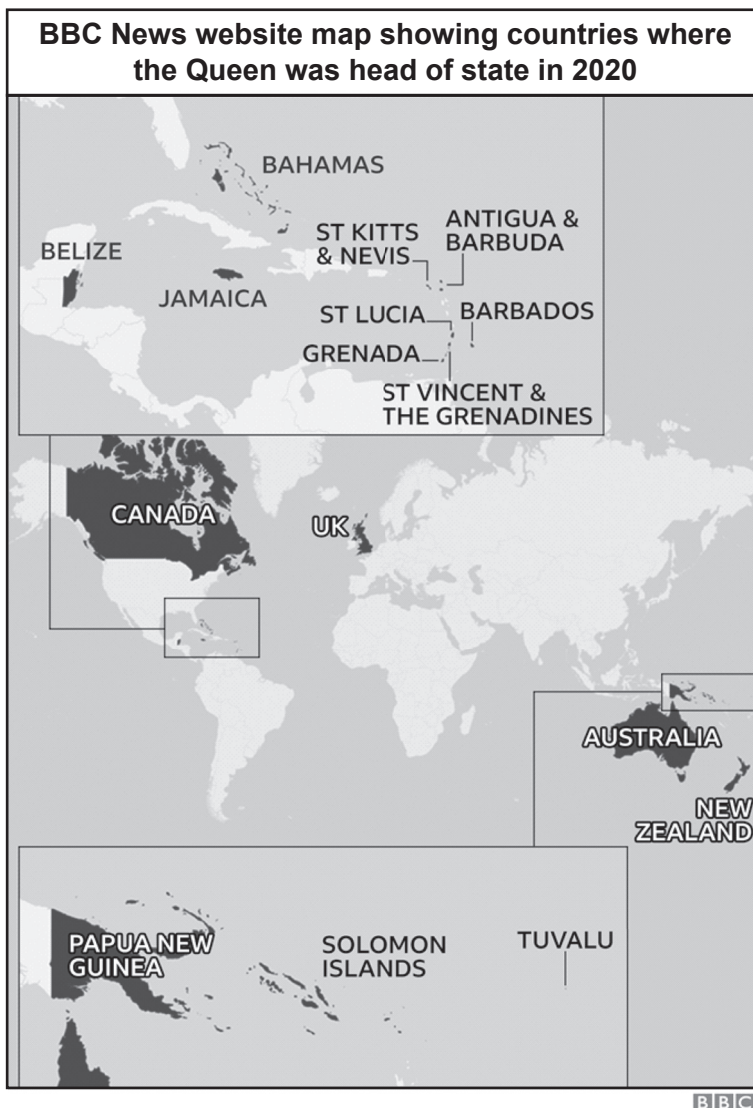 BBC News website map showing countries where
the Queen was head of state in 2020
BAHAMAS
BELIZE
JAMAICA
ST KITTS
& NEVIS
ANTIGUA &
BARBUDA
ST LUCIA
BARBADOS
GRENADA
ST VINCENT &
THE GRENADINES
CANADA
UK
AUSTRALIA
NEW
ZEALAND
PAPUA NEW
GUINEA
SOLOMON
ISLANDS
TUVALU
BBC